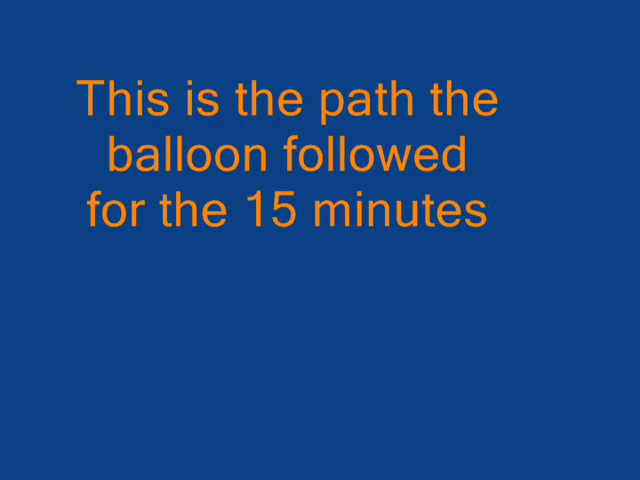 This is the path the
balloon followed
for the 15 minutes